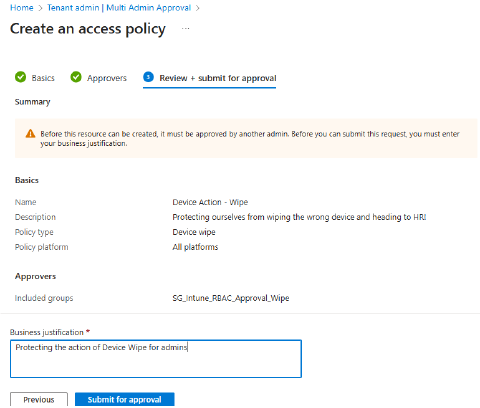 Home > Tenant admin | Multi Admin Approval >
Create an access policy ...
Basics Approvers 3 Review + submit for approval
Summary
Before this resource can be created, it must be approved by another admin. Before you can submit this request, you must enter
your business justification.
Basics
Name Device Action - Wipe
Description Protecting ourselves from wiping the wrong device and heading to HR!
Policy type Device wipe
Policy platform All platforms
Approvers
Included groups SG_Intune_RBAC_Approval_Wipe
Business justification *
Protecting the action of Device Wipe for admins
Previous Submit for approval